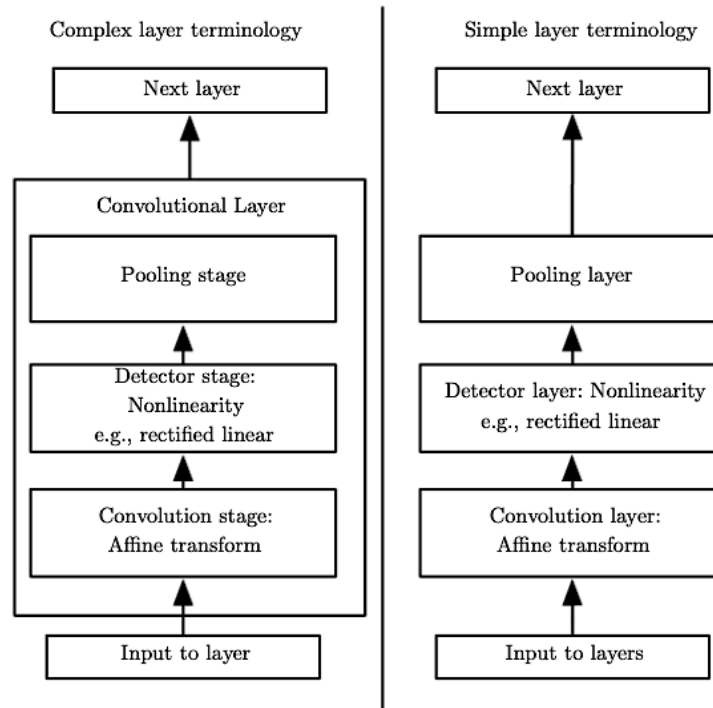 Complex layer terminology
Next layer
Convolutional Layer
Pooling stage
Detector stage:
Nonlinearity
e.g., rectified linear
Convolution stage:
Affine transform
Input to layer
Simple layer terminology
Next layer
Pooling layer
Detector layer: Nonlinearity
e.g., rectified linear
Convolution layer:
Affine transform
Input to layers